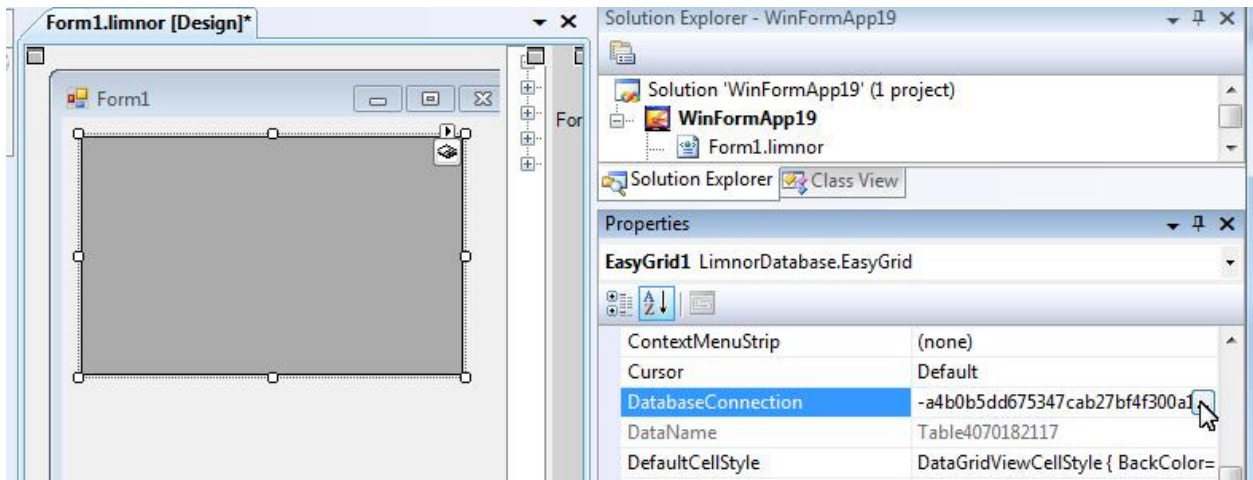 Form1.limnor [Design]*
Form1
For
Solution Explorer - WinFormApp19
Solution 'WinFormApp19' (1 project)
WinFormApp19
Form1.limnor
Solution Explorer Class View
Properties
EasyGrid1 LimnorDatabase.EasyGrid
ContextMenuStrip (none)
Cursor Default
DatabaseConnection -a4b0b5dd675347cab27bf4f300a1
DataName Table4070182117
DefaultCellStyle DataGridViewCellStyle { BackColor=